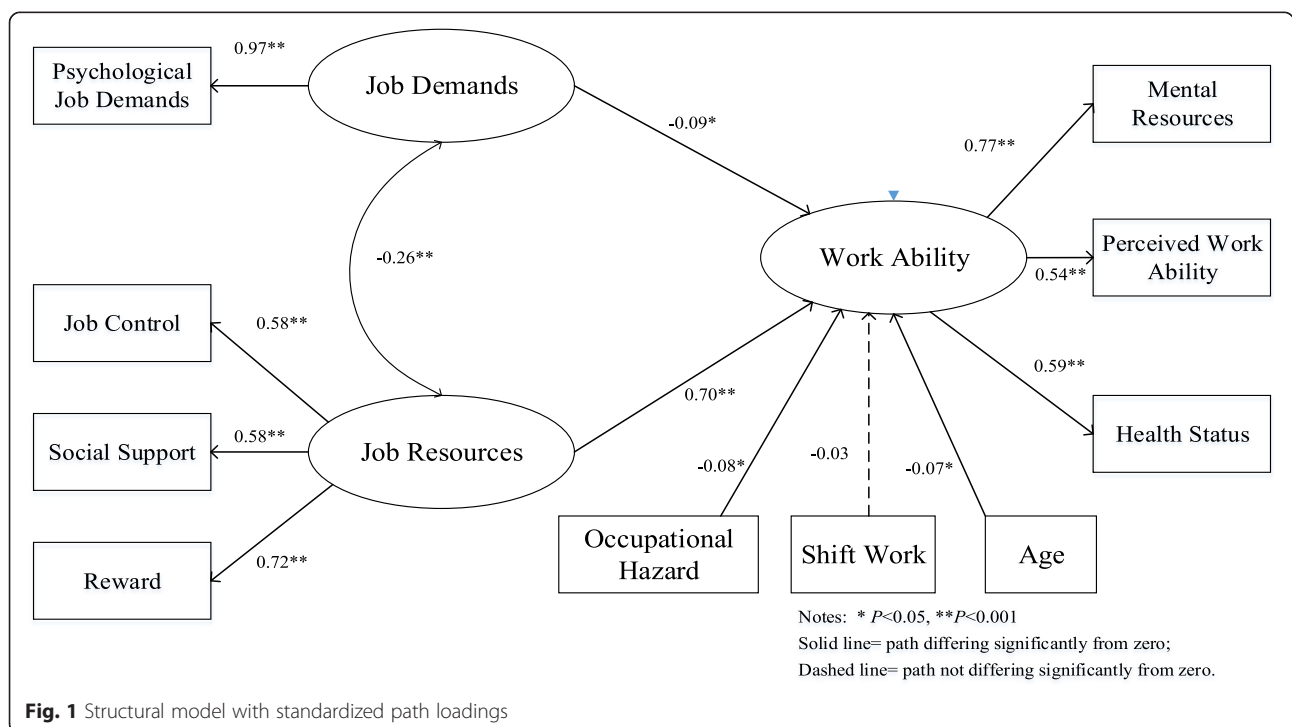 0.97**
Psychological
Job Demands
Job Demands
-0.09*
Mental
Resources
0.77**
-0.26**
Work Ability
Perceived Work
Ability
0.54**
Job Control
0.58**
0.59**
Social Support
0.58**
Job Resources
0.70**
Health Status
-0.08*
-0.03
-0.07*
Reward
0.72**
Occupational
Hazard
Shift Work
Age
Notes: * P<0.05, **P<0.001
Solid line= path differing significantly from zero;
Dashed line= path not differing significantly from zero.
Fig. 1 Structural model with standardized path loadings